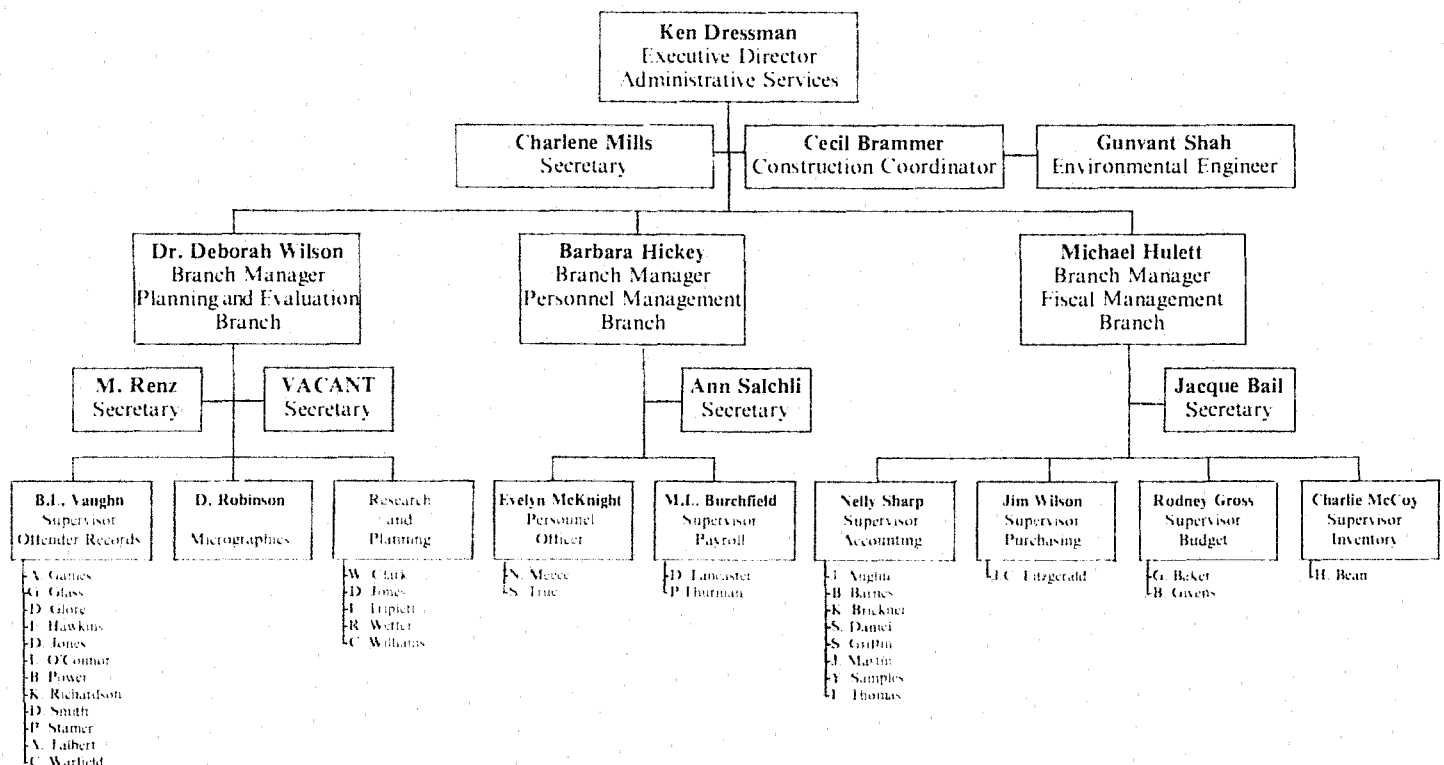 Ken Dressman
Executive Director
Administrative Services
Charlene Mills
Secretary
Cecil Brammer
Construction Coordinator
Gunvant Shah
Environmental Engineer
Dr. Deborah Wilson
Branch Manager
Planning and Evaluation
Branch
Barbara Hickey
Branch Manager
Personnel Management
Branch
Michael Hulett
Branch Manager
Fiscal Management
Branch
M. Renz
Secretary
VACANT
Secretary
Ann Salchli
Secretary
Jacque Bail
Secretary
B.L. Vaughn
Supervisor
Offender Records
A. Gaines
G. Glass
D. Glore
Hawkins
D. Jones
O'Connor
B. Power
K. Richardson
D. Smith
P. Stamer
C. Warfield
D. Robinson
Micrographics
Research
and
Planning
W. Clark
D. Jones
Triplett
R.
C. Williams
Evelyn McKnight
Personnel
Officer
N. Meece
S. True
M.L. Burchfield
Supervisor
Payroll
D. Lancaster
P. Thurman
Nelly Sharp
Supervisor
Accounting
Anglin
B. Barnes
K. Brickner
S. Daniel
S. Griffin
J. Martin
Y. Samples
Thomas
Jim Wilson
Supervisor
Purchasing
J.C. Fitzgerald
Rodney Gross
Supervisor
Budget
G. Baker
B. Givens
Charlie McCoy
Supervisor
Inventory
H. Bean